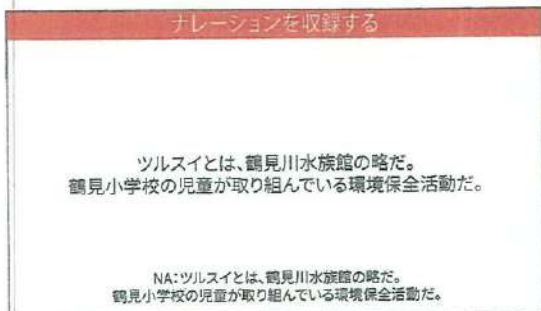 ナレーションを収録する
ツルスイとは、鶴見川水族館の略だ。
鶴見小学校の児童が取り組んでいる環境保全活動だ。
NA:ツルスイとは、鶴見川水族館の略だ。
鶴見小学校の児童が取り組んでいる環境保全活動だ。